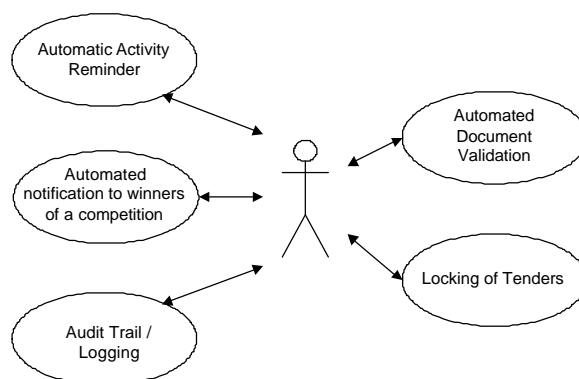 Automatic Activity
Reminder
Automated
notification to winners
of a competition
Audit Trail /
Logging
Automated
Document
Validation
Locking of Tenders